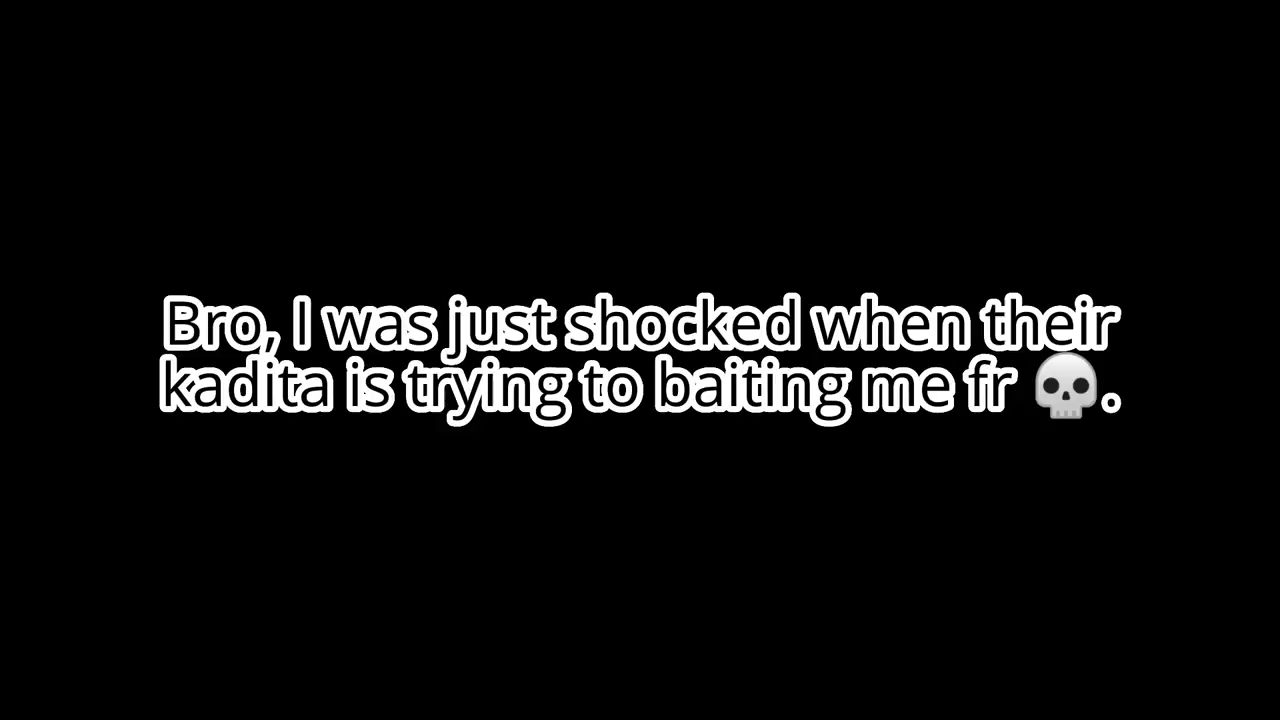 Bro, I was just shocked when their
kadita is trying to baiting me fr 💀.